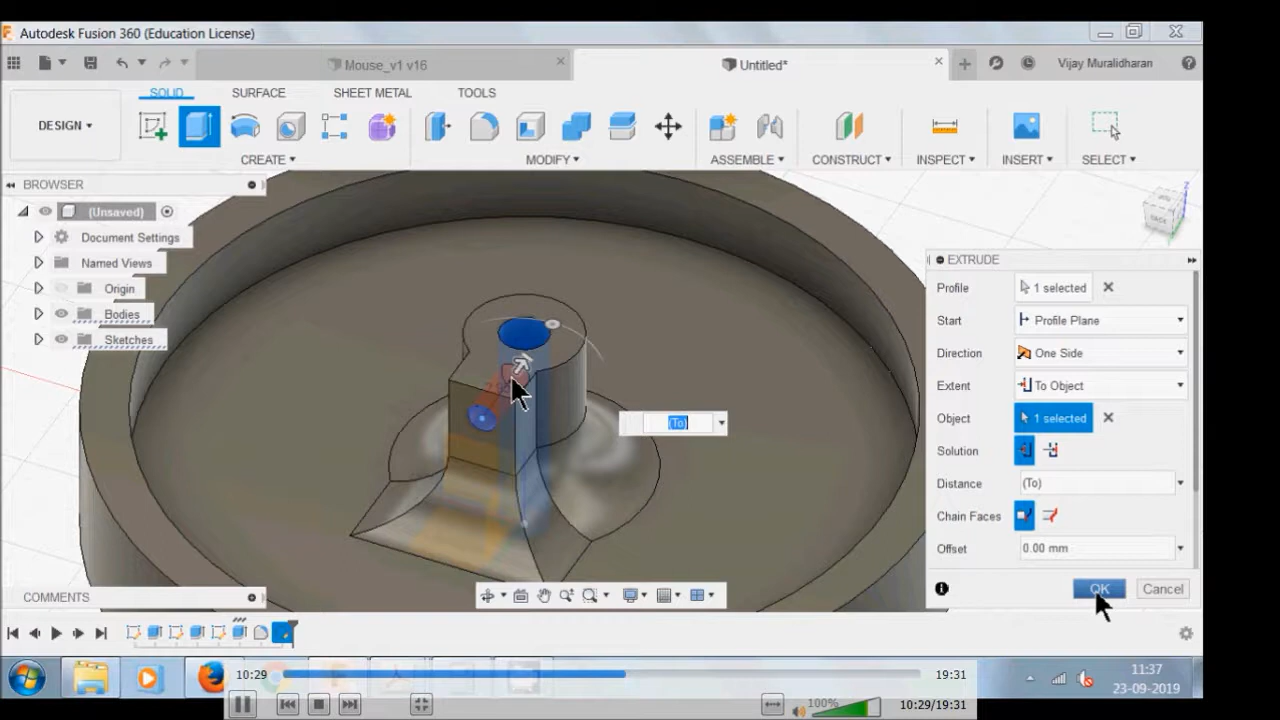 Autodesk Fusion 360 (Education License)
Mouse_v1 v16
Untitled*
Vijay Muralidharan
SOLID
SURFACE
SHEET METAL
TOOLS
DESIGN
CREATE
MODIFY
ASSEMBLE
CONSTRUCT
INSPECT
INSERT
SELECT
BROWSER
(Unsaved)
Document Settings
Named Views
Origin
Bodies
Sketches
EXTRUDE
Profile 1 selected
Start Profile Plane
Direction One Side
Extent To Object
Object 1 selected
Solution
Distance (To)
Chain Faces
Offset 0.00 mm
OK Cancel
(To)
COMMENTS
10:29
19:31
11:37
23-09-2019
100%
10:29/19:31